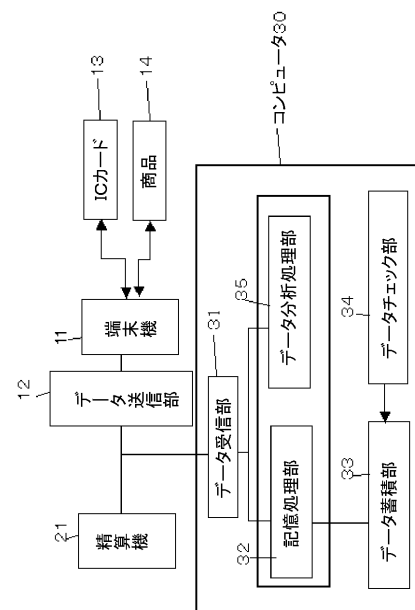 ICカード
13
商品
14
端末機
11
データ送信部
12
精算機
21
コンピュータ30
データ受信部
31
データ分析処理部
35
記憶処理部
32
データチェック部
34
データ蓄積部
33